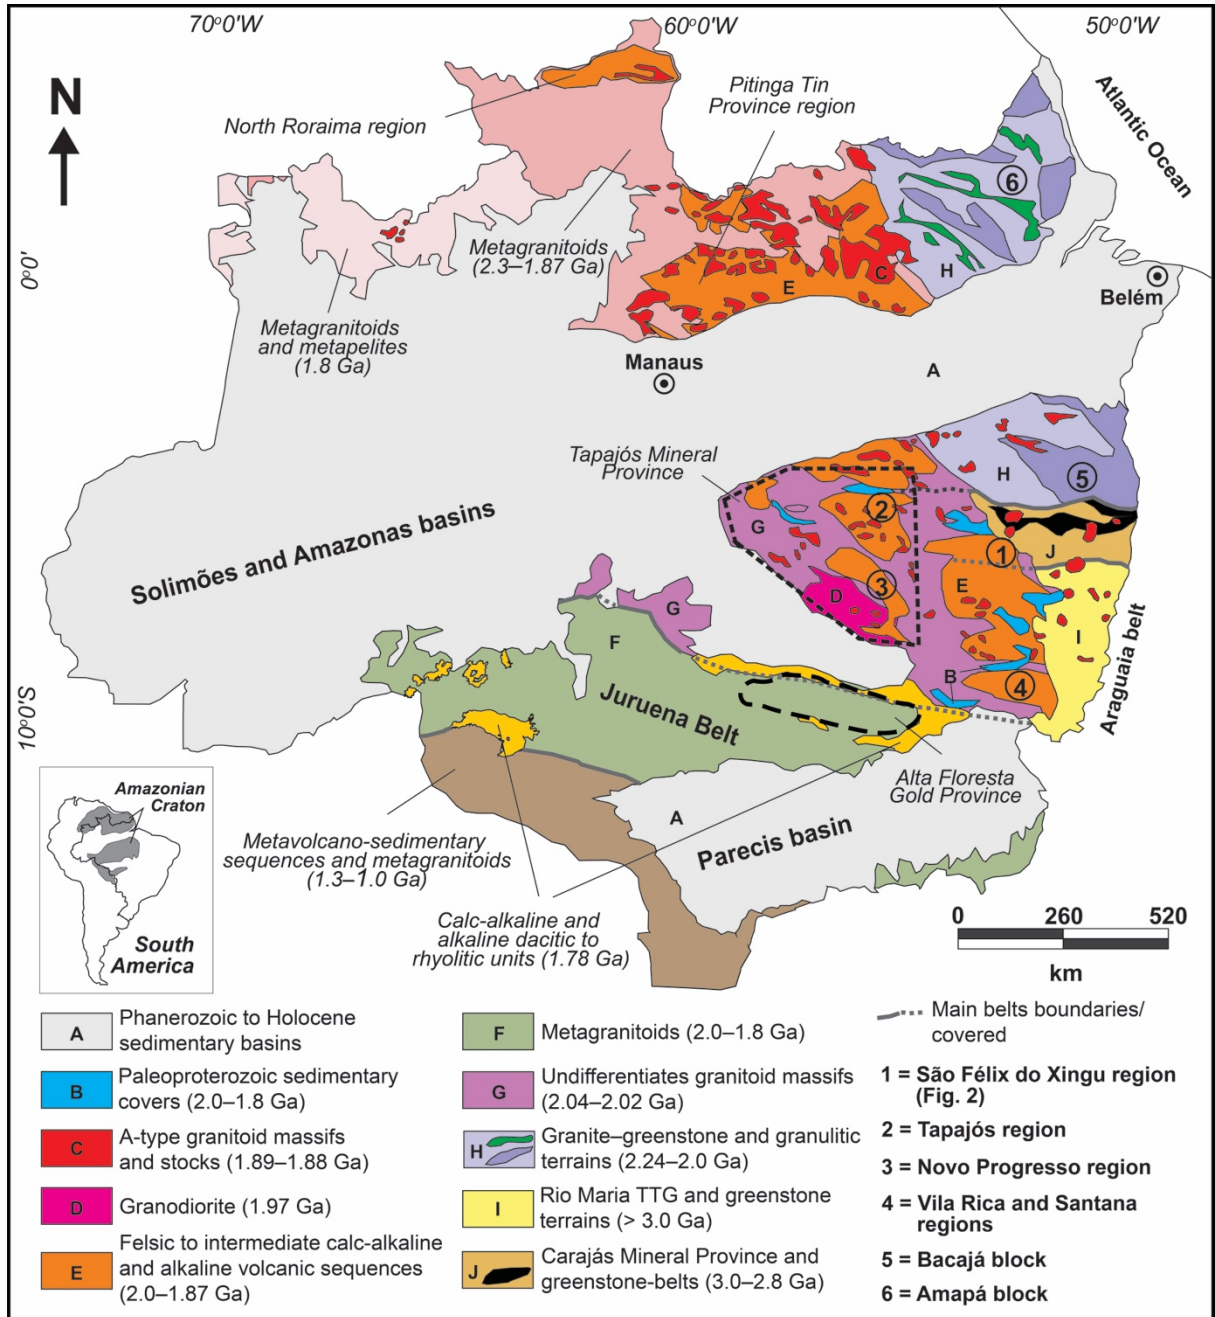 70°0'W
60°0'W
50°0'W
N
North Roraima region
Pitinga Tin
Province region
Atlantic Ocean
6
Metagranitoids
(2.3–1.87 Ga)
C
H
0°0'
E
Belém
Metagranitoids
and metapelites
(1.8 Ga)
Manaus
A
Tapajós Mineral
Province
H
5
2
G
Solimões and Amazonas basins
1
J
3
E
D
G
F
I
B
4
Juruena Belt
Araguaia belt
10°0'S
Alta Floresta
Gold Province
Amazonian
Craton
A
Parecis basin
Metavolcano-sedimentary
sequences and metagranitoids
(1.3–1.0 Ga)
Calc-alkaline and
alkaline dacitic to
rhyolitic units (1.78 Ga)
South
America
0 260 520
km
A Phanerozoic to Holocene
sedimentary basins
B Paleoproterozoic sedimentary
covers (2.0–1.8 Ga)
C A-type granitoid massifs
and stocks (1.89–1.88 Ga)
D Granodiorite (1.97 Ga)
E Felsic to intermediate calc-alkaline
and alkaline volcanic sequences
(2.0–1.87 Ga)
F Metagranitoids (2.0–1.8 Ga)
G Undifferentiates granitoid massifs
(2.04–2.02 Ga)
H Granite–greenstone and granulitic
terrains (2.24–2.0 Ga)
I Rio Maria TTG and greenstone
terrains (> 3.0 Ga)
J Carajás Mineral Province and
greenstone-belts (3.0–2.8 Ga)
Main belts boundaries/
covered
1 = São Félix do Xingu region
(Fig. 2)
2 = Tapajós region
3 = Novo Progresso region
4 = Vila Rica and Santana
regions
5 = Bacajá block
6 = Amapá block